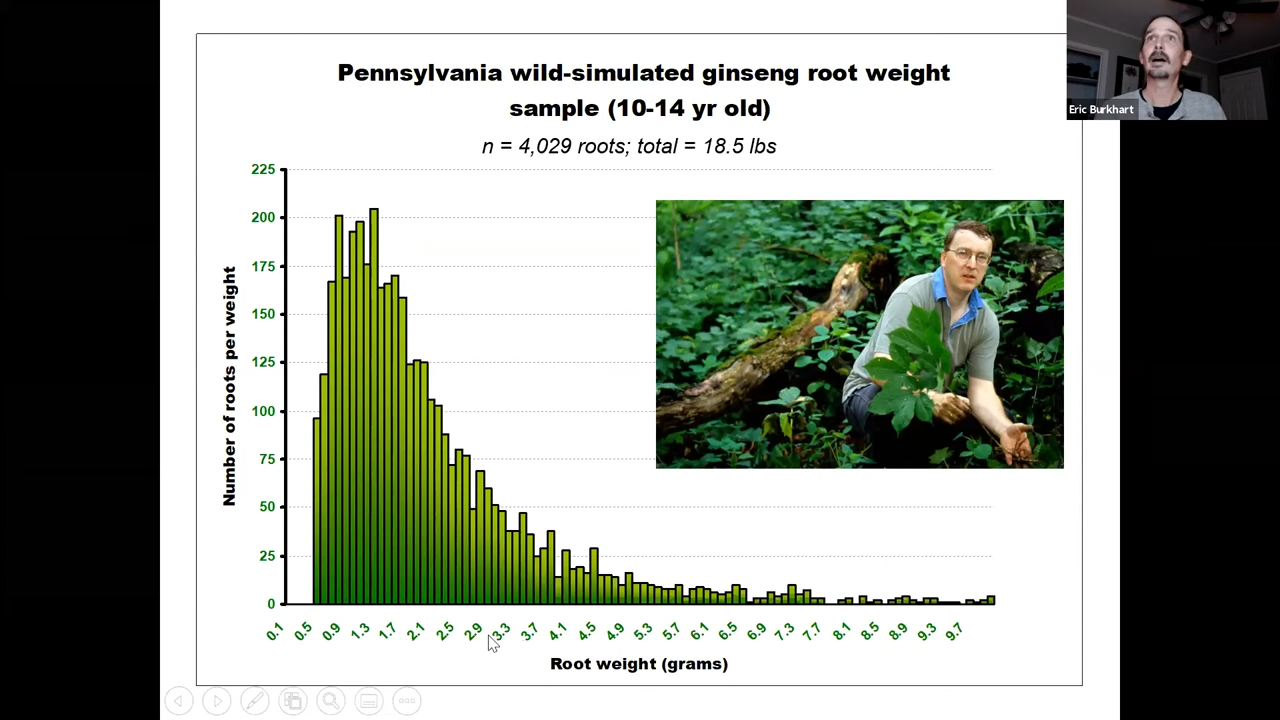 Pennsylvania wild-simulated ginseng root weight
sample (10-14 yr old)
n = 4,029 roots; total = 18.5 lbs
Eric Burkhart
Number of roots per weight
225
200
175
150
125
100
75
50
25
0
0.1 0.5 0.9 1.3 1.7 2.1 2.5 2.9 3.3 3.7 4.1 4.5 4.9 5.3 5.7 6.1 6.5 6.9 7.3 7.7 8.1 8.5 8.9 9.3 9.7
Root weight (grams)